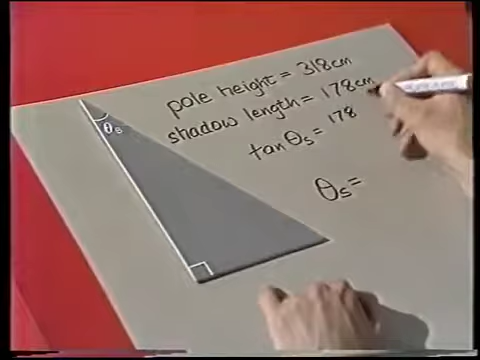 pole height = 318cm
shadow length = 178cm
θs
tan θs = 178
θs =